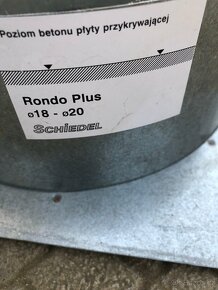 Poziom betonu płyty przykrywającej
Rondo Plus
ø18 - ø20
SCHIEDEL